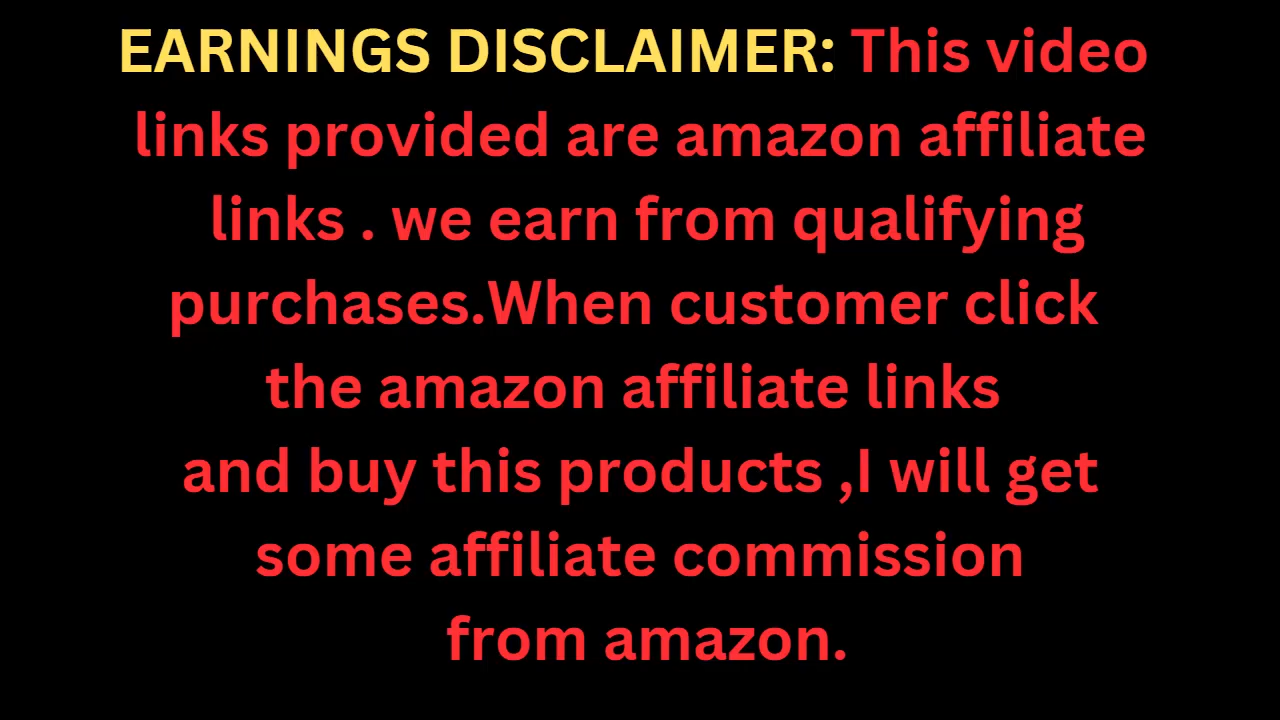 EARNINGS DISCLAIMER: This video
links provided are amazon affiliate
links . we earn from qualifying
purchases.When customer click
the amazon affiliate links
and buy this products ,I will get
some affiliate commission
from amazon.